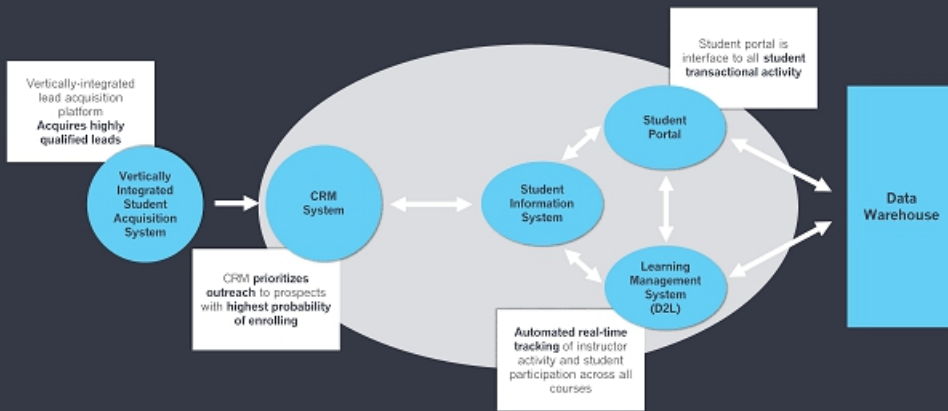 Vertically-integrated
lead acquisition
platform
Acquires highly
qualified leads
Vertically
Integrated
Student
Acquisition
System
CRM
System
CRM prioritizes
outreach to prospects
with highest probability
of enrolling
Student
Information
System
Student portal is
interface to all student
transactional activity
Student
Portal
Learning
Management
System
(D2L)
Automated real-time
tracking of instructor
activity and student
participation across all
courses
Data
Warehouse